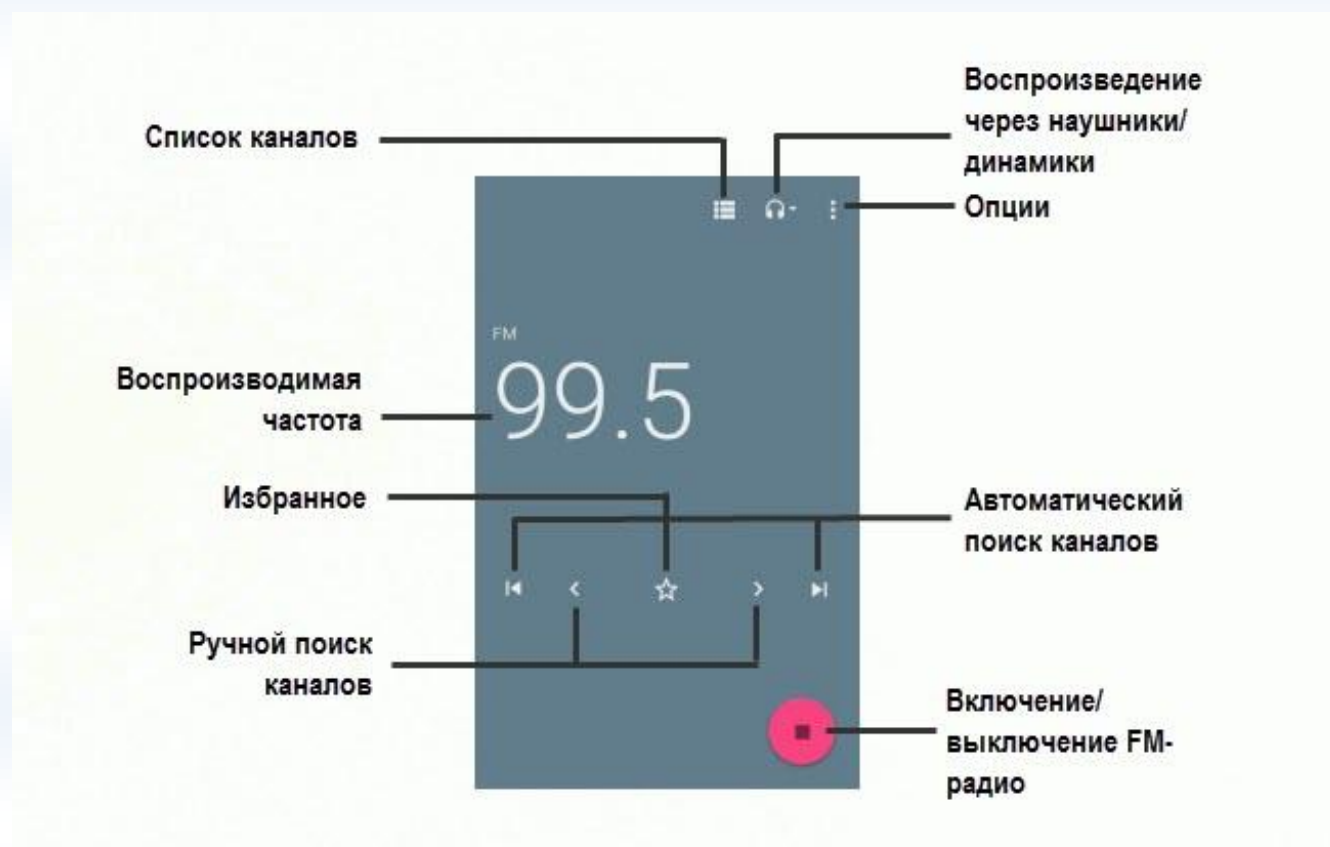 Список каналов
Воспроизведение
через наушники/
динамики
Опции
FM
99.5
Воспроизводимая
частота
Избранное
Автоматический
поиск каналов
Ручной поиск
каналов
Включение/
выключение FM-
радио